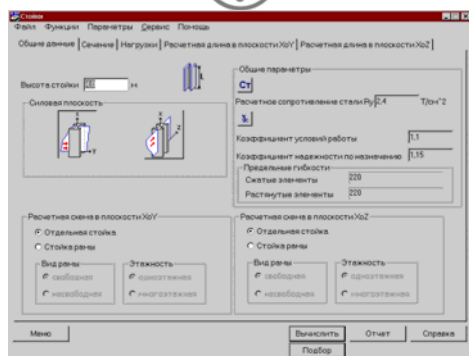 Стойки
Файл Функции Параметры Сервис Помощь
Общие данные Сечение Нагрузки Расчетная длина в плоскости XoY Расчетная длина в плоскости XoZ
Высота стойки м
Общие параметры
Ст
Расчетное сопротивление стали Ру 2,4 Т/см^2
Силовая плоскость
Коэффициент условий работы 1,1
Коэффициент надежности по назначению 1,15
Предельные гибкости
Сжатые элементы 220
Растянутые элементы 220
Расчетная схема в плоскости XoY
Отдельная стойка
Стойка рамы
Вид рамы Этажность
свободная одноэтажная
несвободная многоэтажная
Расчетная схема в плоскости XoZ
Отдельная стойка
Стойка рамы
Вид рамы Этажность
свободная одноэтажная
несвободная многоэтажная
Меню Вычислить Отчет Справка
Подбор